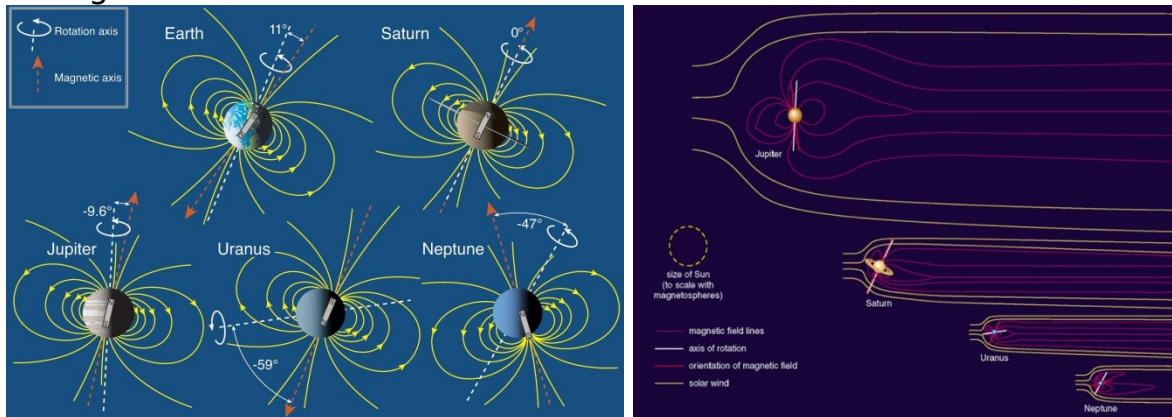 Rotation axis
Magnetic axis
Earth
11°
Saturn
0°
-9.6°
Jupiter
Uranus
-59°
Neptune
-47°
Jupiter
size of Sun
(to scale with
magnetospheres)
Saturn
magnetic field lines
axis of rotation
orientation of magnetic field
solar wind
Uranus
Neptune